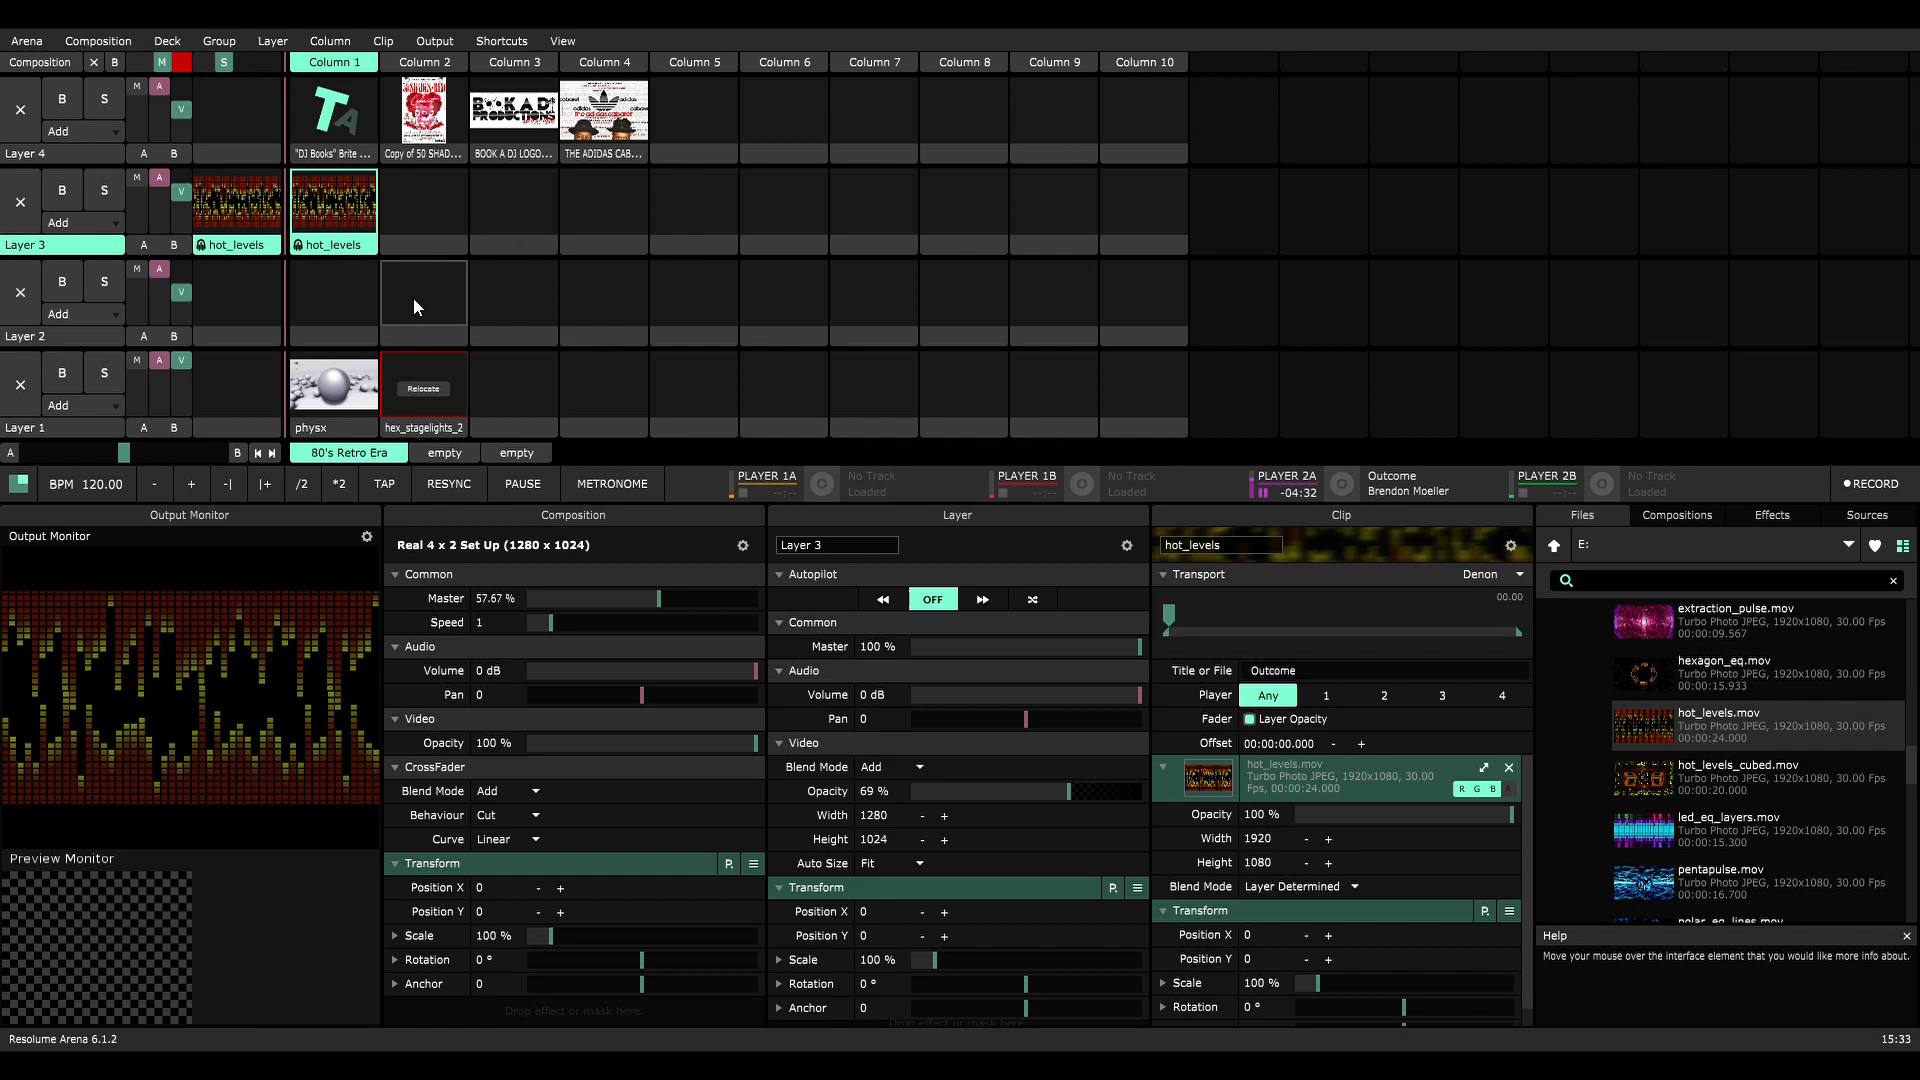 Arena Composition Deck Group Layer Column Clip Output Shortcuts View
Composition X B M S Column 1 Column 2 Column 3 Column 4 Column 5 Column 6 Column 7 Column 8 Column 9 Column 10
B S M A V
Add
Layer 4 A B "DJ Books" Brite ... Copy of 50 SHAD... BOOK A DJ LOGO... THE ADIDAS CAB...
B S M A V
Add
Layer 3 A B hot_levels hot_levels
B S M A V
Add
Layer 2 A B
B S M A V
Relocate
Add
Layer 1 A B physx hex_stagelights_2
A B 80's Retro Era empty empty
BPM 120.00 - + -| |+ /2 *2 TAP RESYNC PAUSE METRONOME
PLAYER 1A --:-- No Track Loaded
PLAYER 1B --:-- No Track Loaded
PLAYER 2A -04:32 Outcome Brendon Moeller
PLAYER 2B --:-- No Track Loaded
RECORD
Output Monitor
Output Monitor
Preview Monitor
Composition
Real 4 x 2 Set Up (1280 x 1024)
Common
Master 57.67 %
Speed 1
Audio
Volume 0 dB
Pan 0
Video
Opacity 100 %
CrossFader
Blend Mode Add
Behaviour Cut
Curve Linear
Transform P.
Position X 0 - +
Position Y 0 - +
Scale 100 %
Rotation 0 °
Anchor 0
Drop effect or mask here.
Layer
Layer 3
Autopilot
OFF
Common
Master 100 %
Audio
Volume 0 dB
Pan 0
Video
Blend Mode Add
Opacity 69 %
Width 1280 - +
Height 1024 - +
Auto Size Fit
Transform P.
Position X 0 - +
Position Y 0 - +
Scale 100 %
Rotation 0 °
Anchor 0
Drop effect or mask here.
Clip
hot_levels
Transport Denon
00.00
Title or File Outcome
Player Any 1 2 3 4
Fader Layer Opacity
Offset 00:00:00.000 - +
hot_levels.mov
Turbo Photo JPEG, 1920x1080, 30.00
Fps, 00:00:24.000
R G B A
Opacity 100 %
Width 1920 - +
Height 1080 - +
Blend Mode Layer Determined
Transform P.
Position X 0 - +
Position Y 0 - +
Scale 100 %
Rotation 0 °
Files Compositions Effects Sources
E:
extraction_pulse.mov
Turbo Photo JPEG, 1920x1080, 30.00 Fps
00:00:09.567
hexagon_eq.mov
Turbo Photo JPEG, 1920x1080, 30.00 Fps
00:00:15.933
hot_levels.mov
Turbo Photo JPEG, 1920x1080, 30.00 Fps
00:00:24.000
hot_levels_cubed.mov
Turbo Photo JPEG, 1920x1080, 30.00 Fps
00:00:20.000
led_eq_layers.mov
Turbo Photo JPEG, 1920x1080, 30.00 Fps
00:00:15.300
pentapulse.mov
Turbo Photo JPEG, 1920x1080, 30.00 Fps
00:00:16.700
polar_eq_lines.mov
Help
Move your mouse over the interface element that you would like more info about.
Resolume Arena 6.1.2 15:33